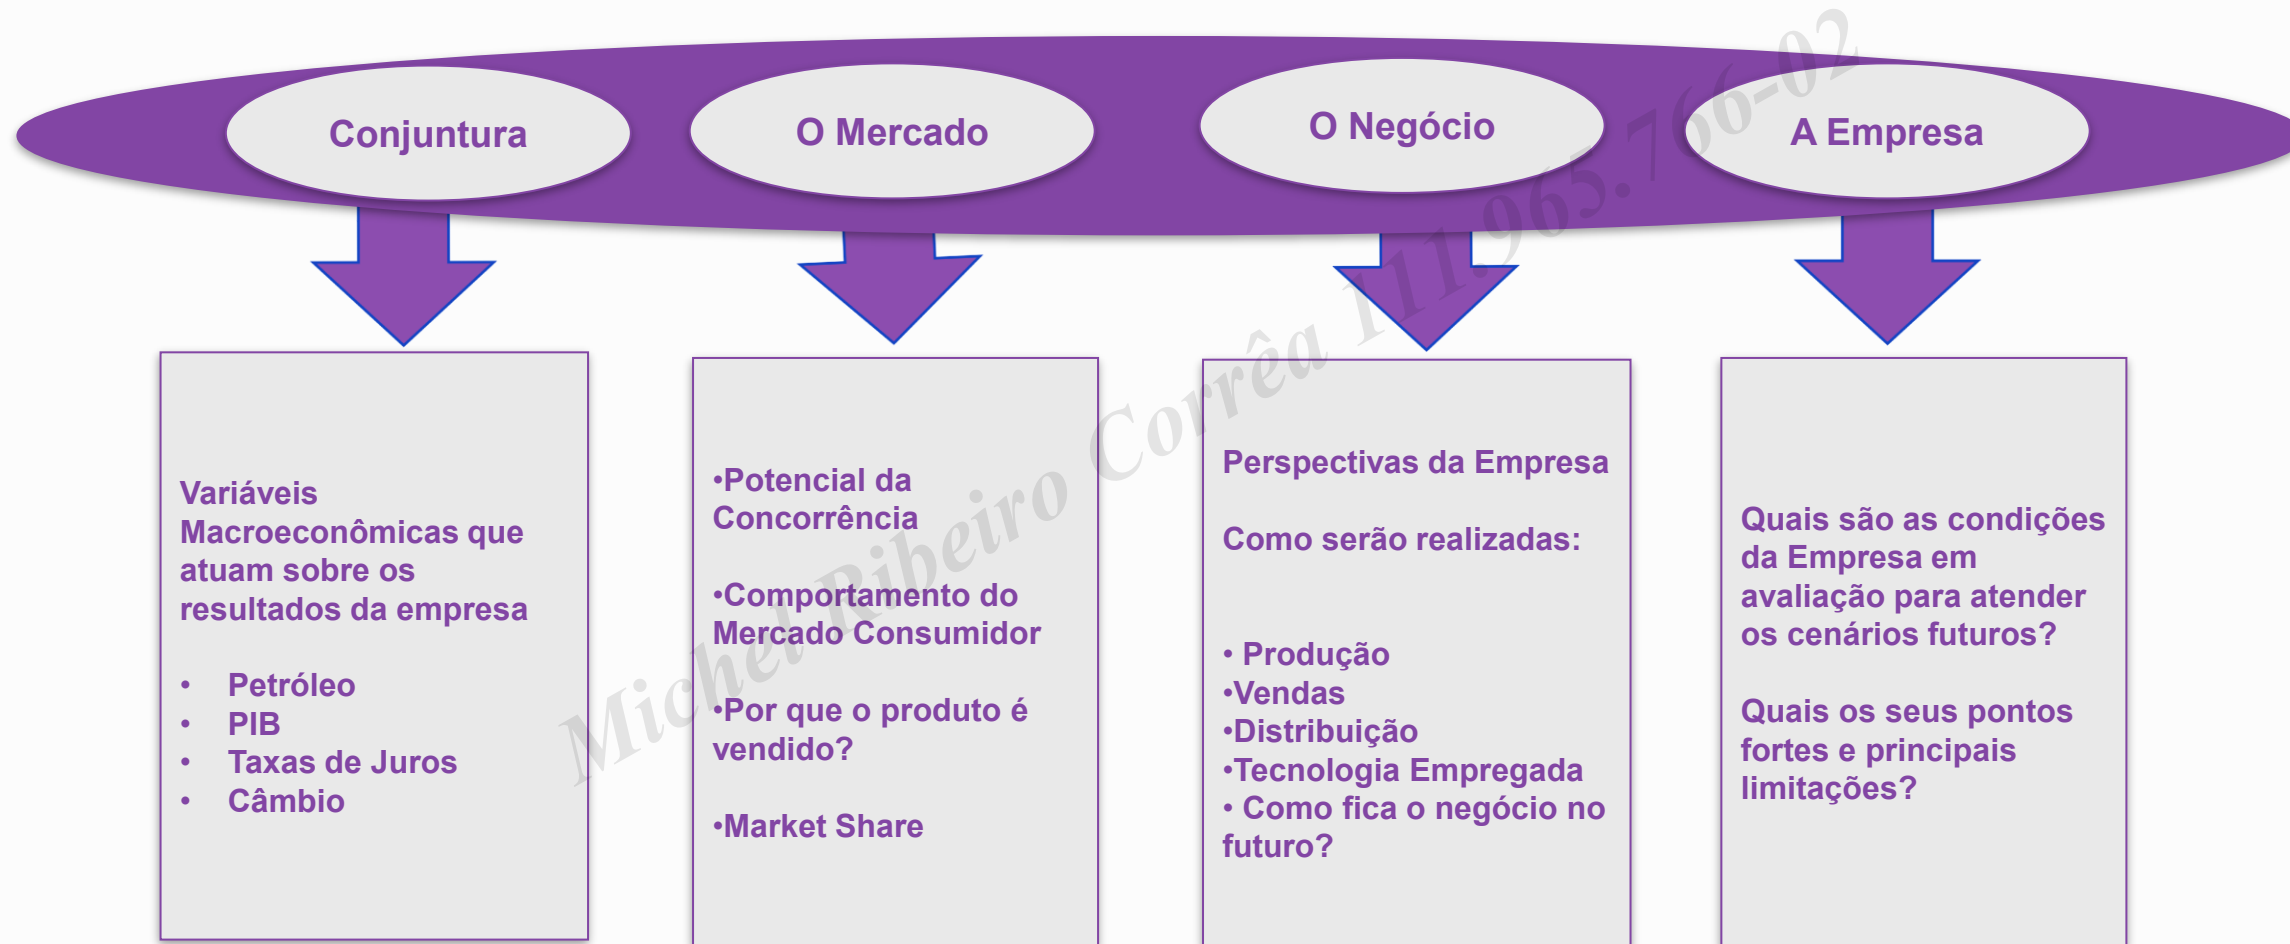 Conjuntura
O Mercado
O Negócio
A Empresa
Variáveis
Macroeconômicas que
atuam sobre os
resultados da empresa
• Petróleo
• PIB
• Taxas de Juros
• Câmbio
•Potencial da
Concorrência
•Comportamento do
Mercado Consumidor
•Por que o produto é
vendido?
•Market Share
Perspectivas da Empresa
Como serão realizadas:
• Produção
•Vendas
•Distribuição
•Tecnologia Empregada
• Como fica o negócio no
futuro?
Quais são as condições
da Empresa em
avaliação para atender
os cenários futuros?
Quais os seus pontos
fortes e principais
limitações?
Michel Ribeiro Corrêa 111.965.766-02